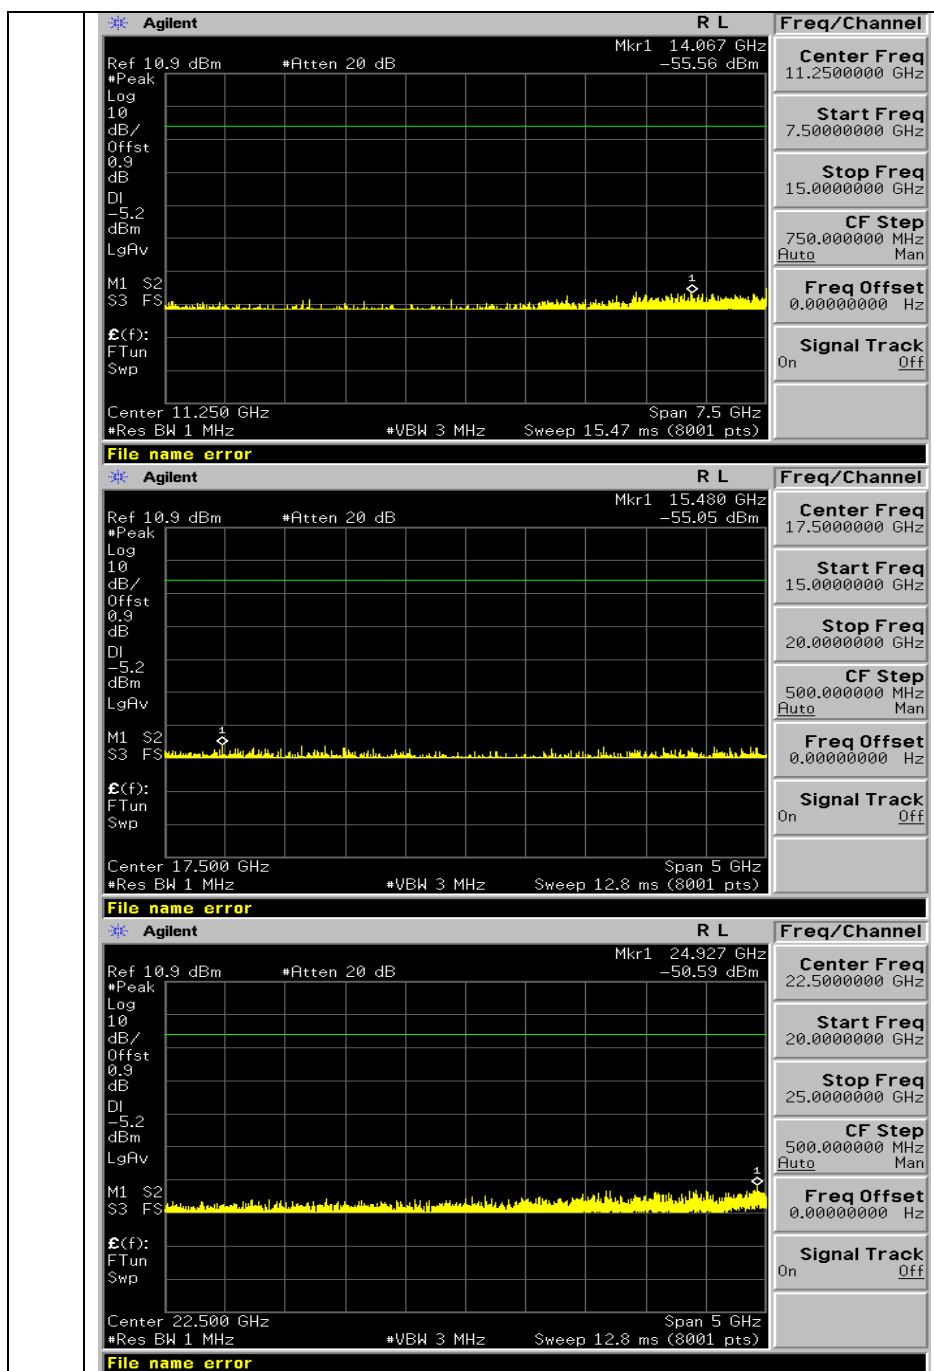 Agilent R L Freq/Channel
Mkr1 14.067 GHz
Ref 10.9 dBm #Atten 20 dB -55.56 dBm
#Peak
Log
10
dB/
Offst
0.9
dB
DI
-5.2
dBm
LgAv
M1 S2
S3 FS
1
£(f):
FTun
Swp
Center 11.250 GHz Span 7.5 GHz
#Res BW 1 MHz #VBW 3 MHz Sweep 15.47 ms (8001 pts)
Center Freq
11.2500000 GHz
Start Freq
7.50000000 GHz
Stop Freq
15.0000000 GHz
CF Step
750.000000 MHz
Auto Man
Freq Offset
0.00000000 Hz
Signal Track
On Off
File name error
Agilent R L Freq/Channel
Mkr1 15.480 GHz
Ref 10.9 dBm #Atten 20 dB -55.05 dBm
#Peak
Log
10
dB/
Offst
0.9
dB
DI
-5.2
dBm
LgAv
1
M1 S2
S3 FS
£(f):
FTun
Swp
Center 17.500 GHz Span 5 GHz
#Res BW 1 MHz #VBW 3 MHz Sweep 12.8 ms (8001 pts)
Center Freq
17.5000000 GHz
Start Freq
15.0000000 GHz
Stop Freq
20.0000000 GHz
CF Step
500.000000 MHz
Auto Man
Freq Offset
0.00000000 Hz
Signal Track
On Off
File name error
Agilent R L Freq/Channel
Mkr1 24.927 GHz
Ref 10.9 dBm #Atten 20 dB -50.59 dBm
#Peak
Log
10
dB/
Offst
0.9
dB
DI
-5.2
dBm
LgAv
1
M1 S2
S3 FS
£(f):
FTun
Swp
Center 22.500 GHz Span 5 GHz
#Res BW 1 MHz #VBW 3 MHz Sweep 12.8 ms (8001 pts)
Center Freq
22.5000000 GHz
Start Freq
20.0000000 GHz
Stop Freq
25.0000000 GHz
CF Step
500.000000 MHz
Auto Man
Freq Offset
0.00000000 Hz
Signal Track
On Off
File name error